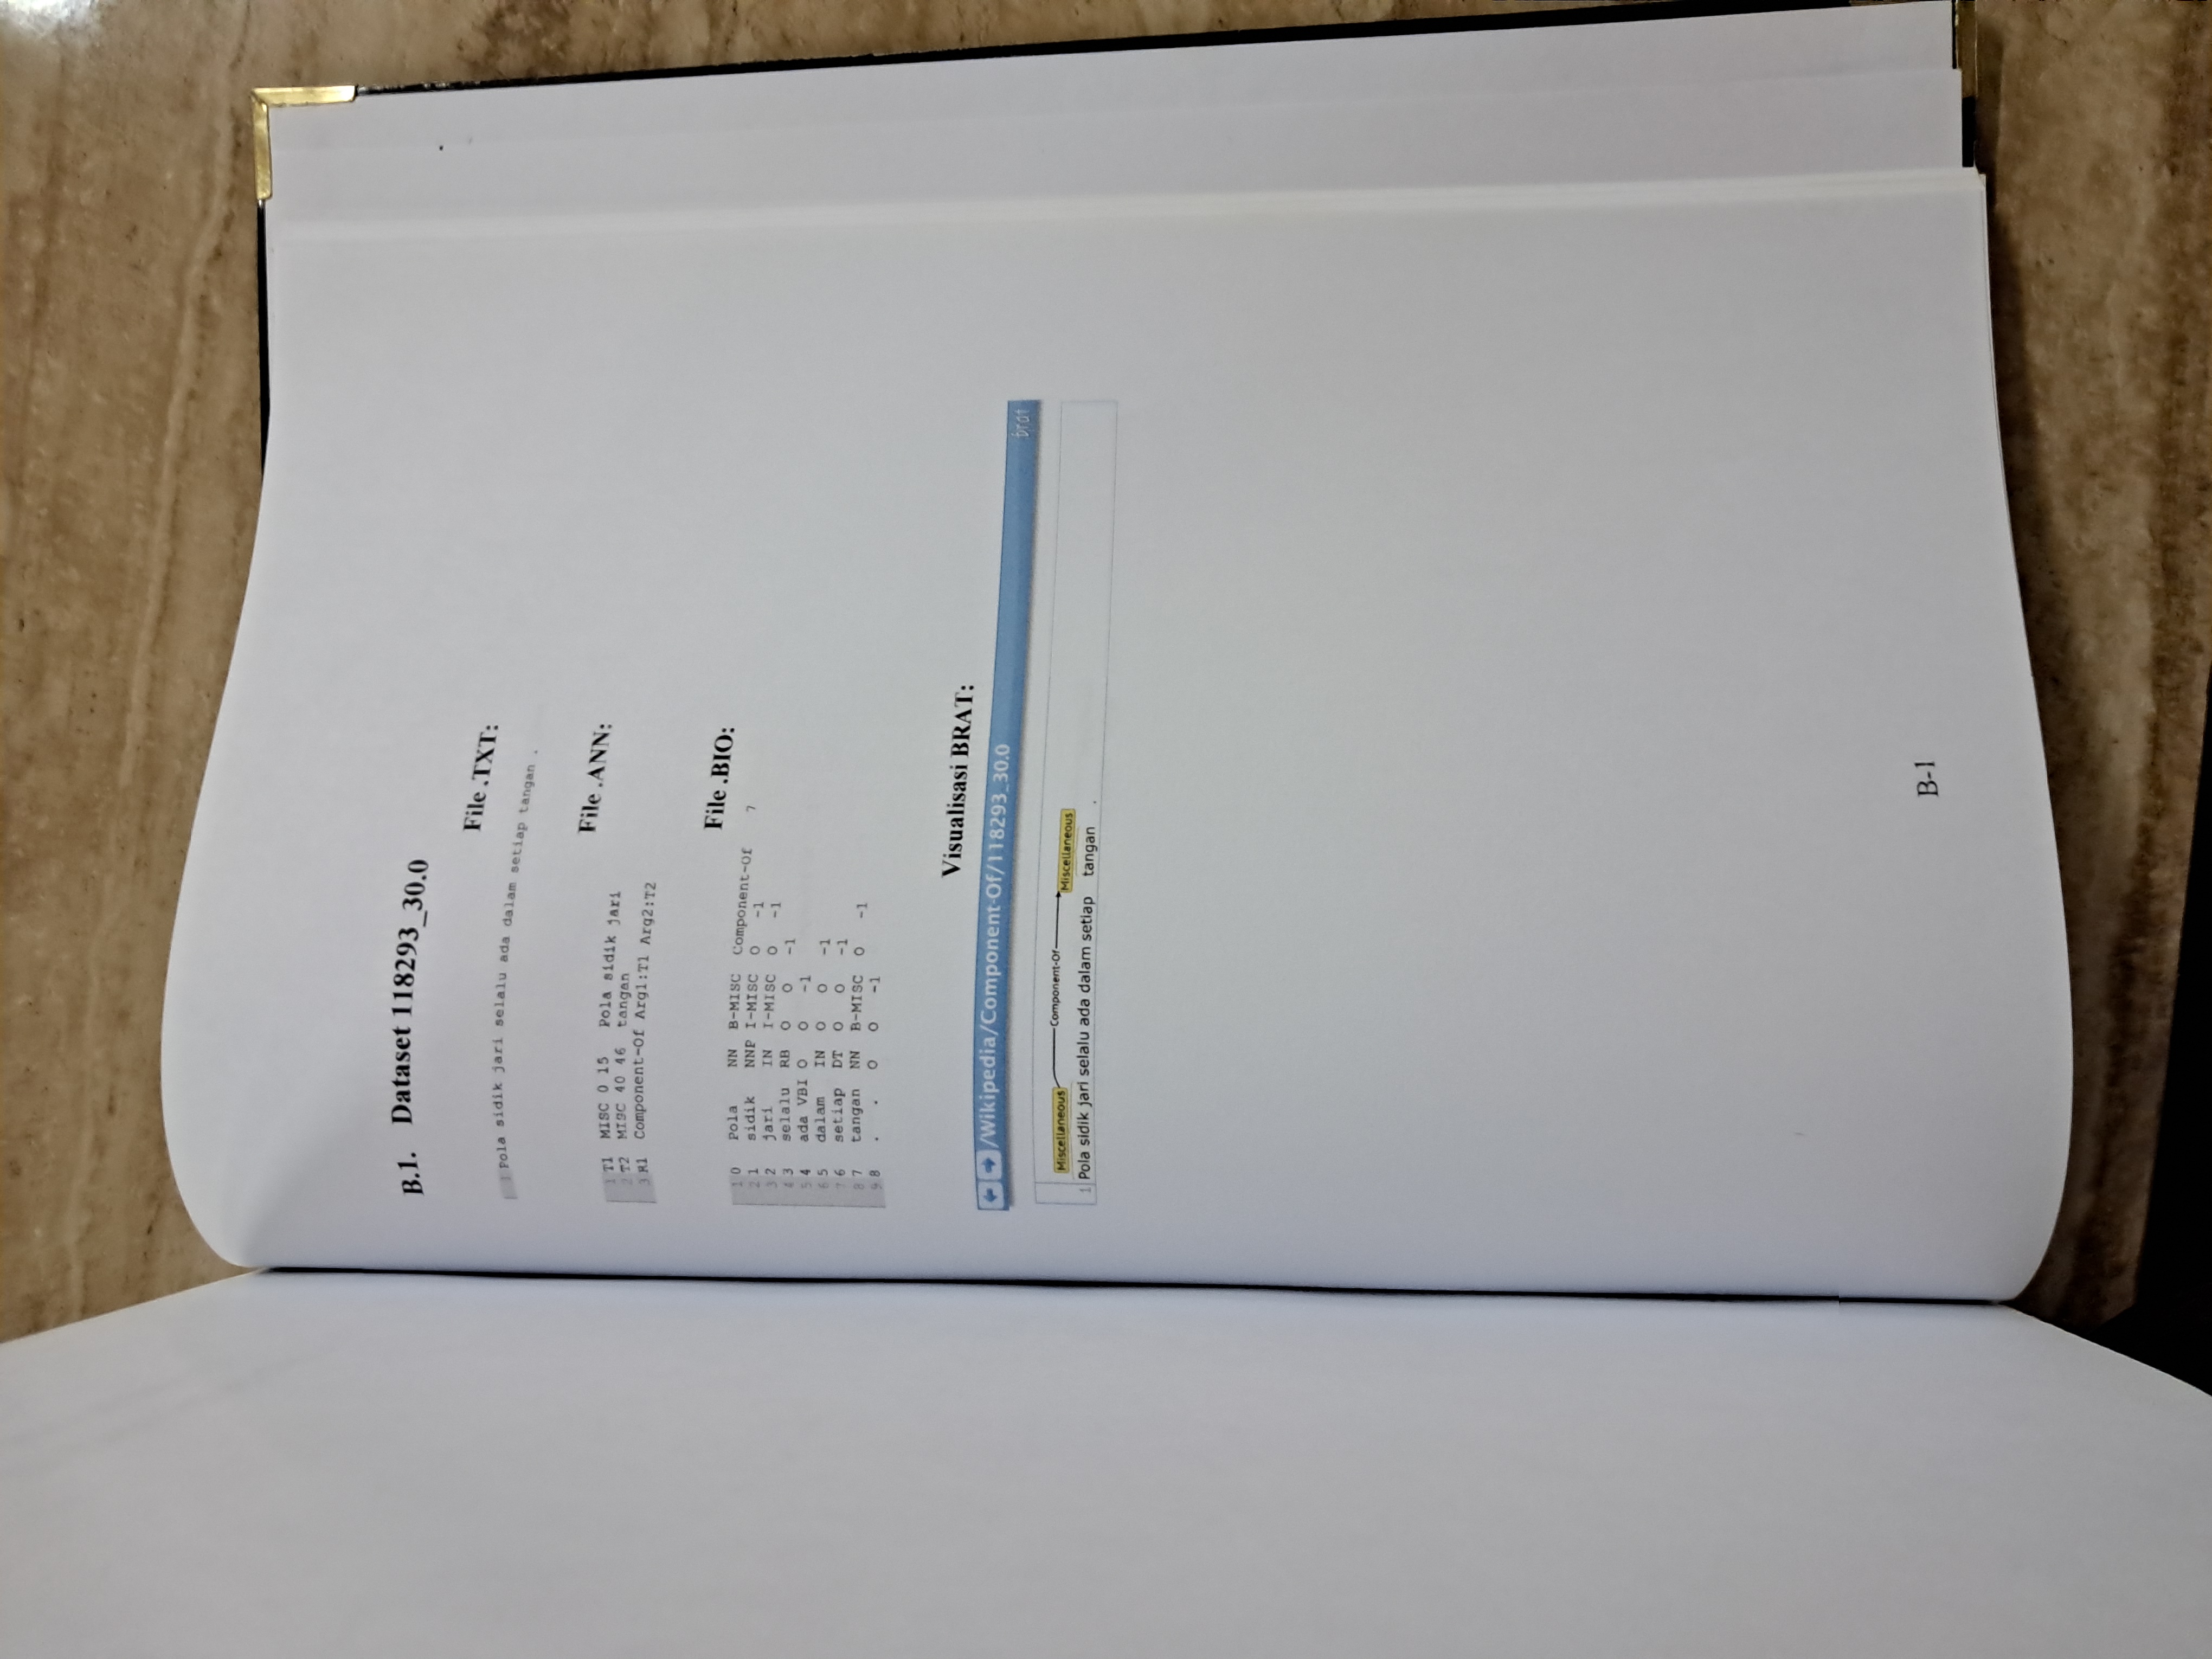 B.1. Dataset 118293_30.0
File .TXT:
1 Pola sidik jari selalu ada dalam setiap tangan .
File .ANN:
1 T1 MISC 0 15 Pola sidik jari
2 T2 MISC 40 46 tangan
3 R1 Component-Of Arg1:T1 Arg2:T2
File .BIO:
1 0 Pola NN B-MISC Component-Of 7
2 1 sidik NNP I-MISC O -1
3 2 jari IN I-MISC O -1
4 3 selalu RB O O -1
5 4 ada VBI O O -1
6 5 dalam IN O O -1
7 6 setiap DT O O -1
8 7 tangan NN B-MISC O -1
9 8 . . O O -1
Visualisasi BRAT:
/Wikipedia/Component-Of/118293_30.0 brat
Miscellaneous Component-Of Miscellaneous
1 Pola sidik jari selalu ada dalam setiap tangan .
B-1